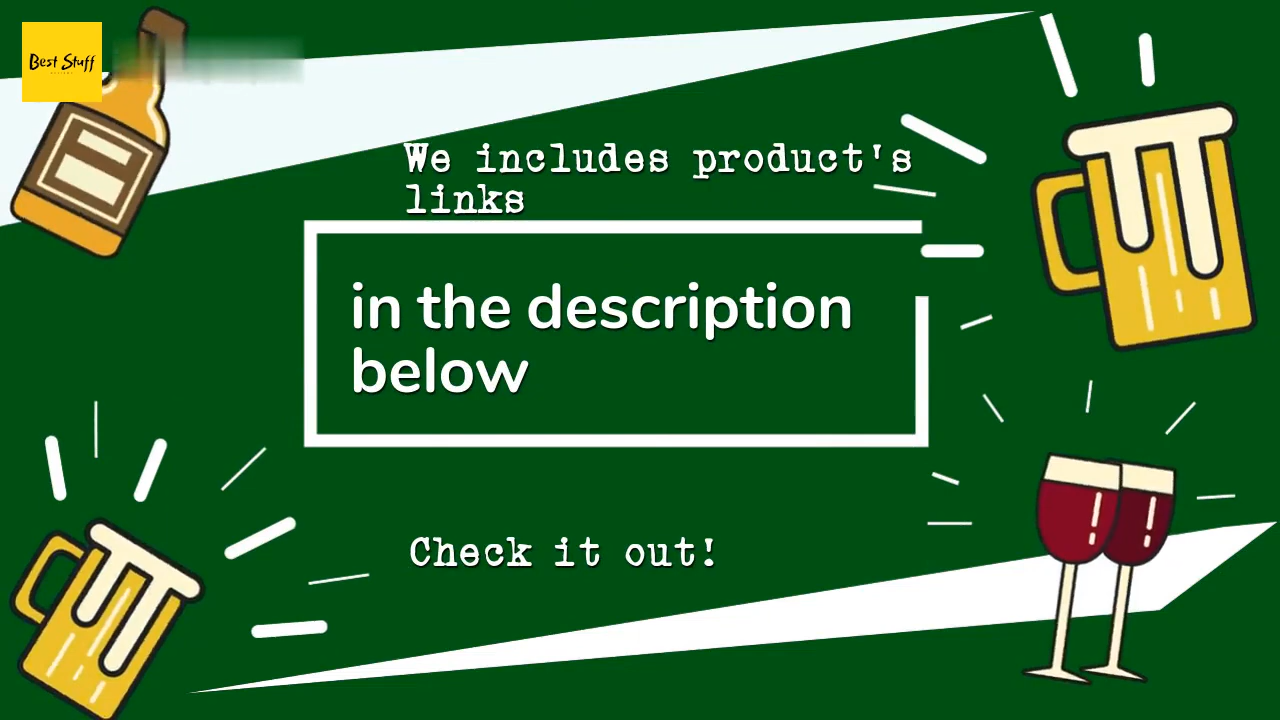 Best Stuff
We includes product's
links
in the description
below
Check it out!